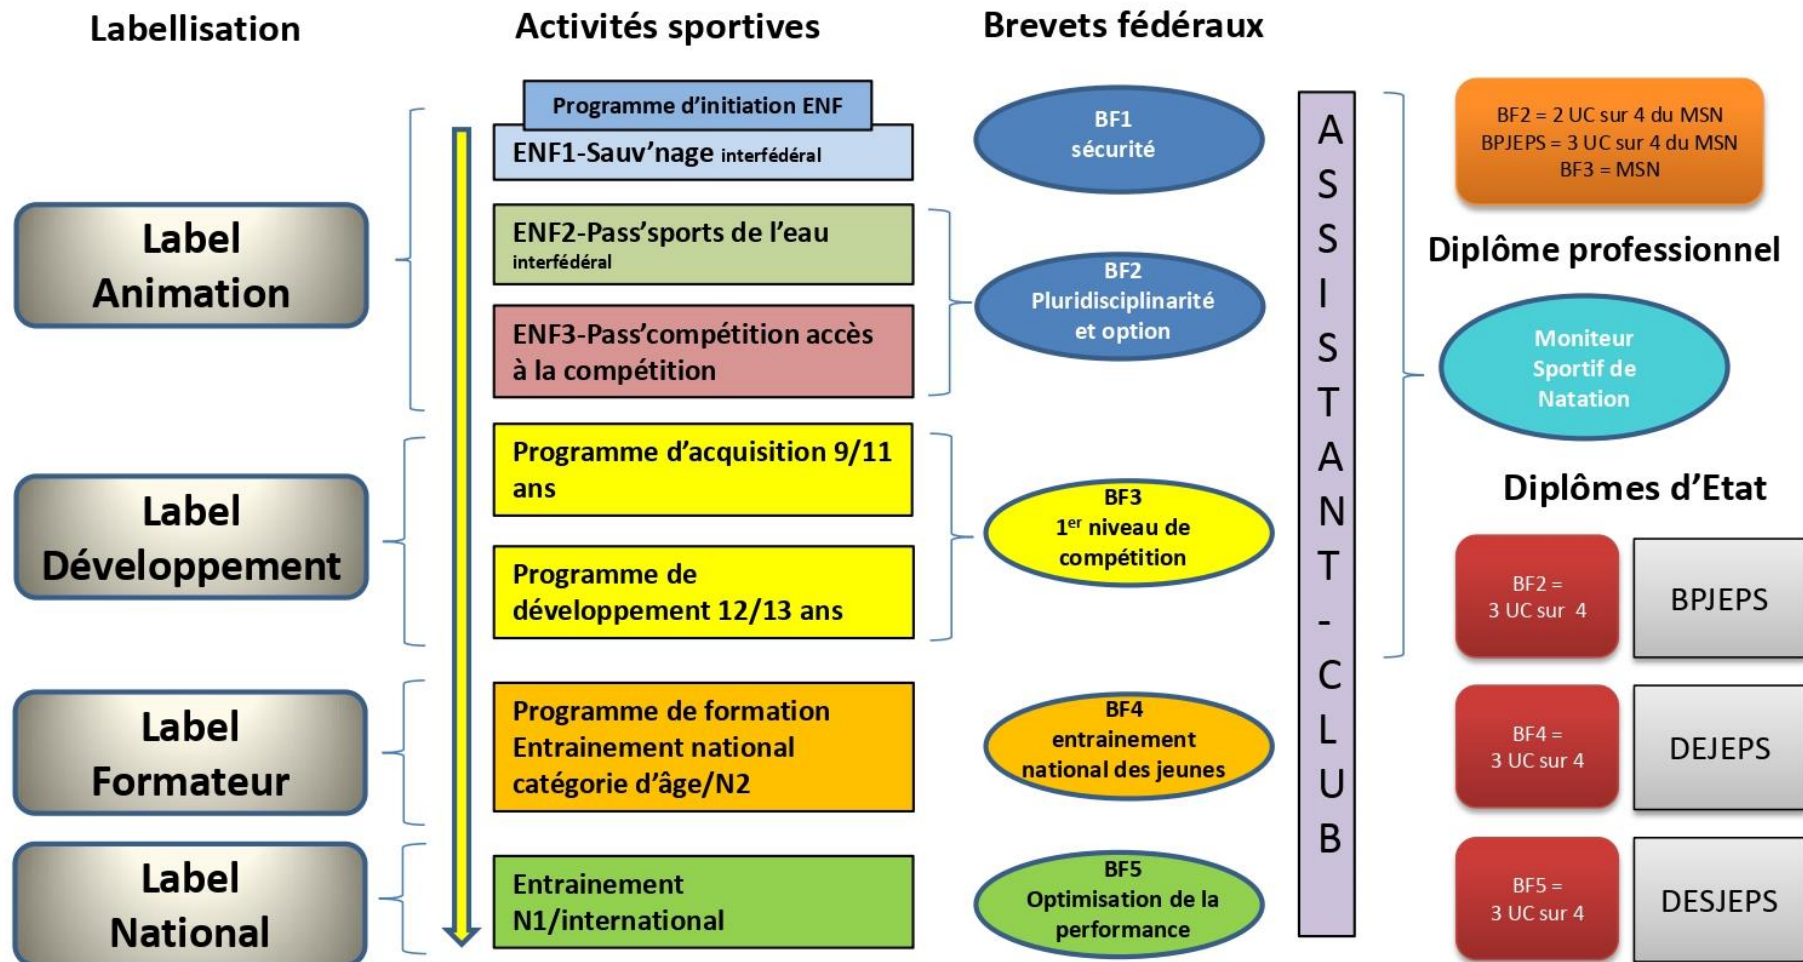 Labellisation
Activités sportives
Brevets fédéraux
Label
Animation
Label
Développement
Label
Formateur
Label
National
Programme d'initiation ENF
ENF1-Sauv'nage interfédéral
ENF2-Pass'sports de l'eau
interfédéral
ENF3-Pass'compétition accès
à la compétition
Programme d'acquisition 9/11
ans
Programme de
développement 12/13 ans
Programme de formation
Entrainement national
catégorie d'âge/N2
Entrainement
N1/international
BF1
sécurité
BF2
Pluridisciplinarité
et option
BF3
1er niveau de
compétition
BF4
entrainement
national des jeunes
BF5
Optimisation de la
performance
A
S
S
I
S
T
A
N
T
-
C
L
U
B
BF2 = 2 UC sur 4 du MSN
BPJEPS = 3 UC sur 4 du MSN
BF3 = MSN
Diplôme professionnel
Moniteur
Sportif de
Natation
Diplômes d'Etat
BF2 =
3 UC sur 4
BPJEPS
BF4 =
3 UC sur 4
DEJEPS
BF5 =
3 UC sur 4
DESJEPS